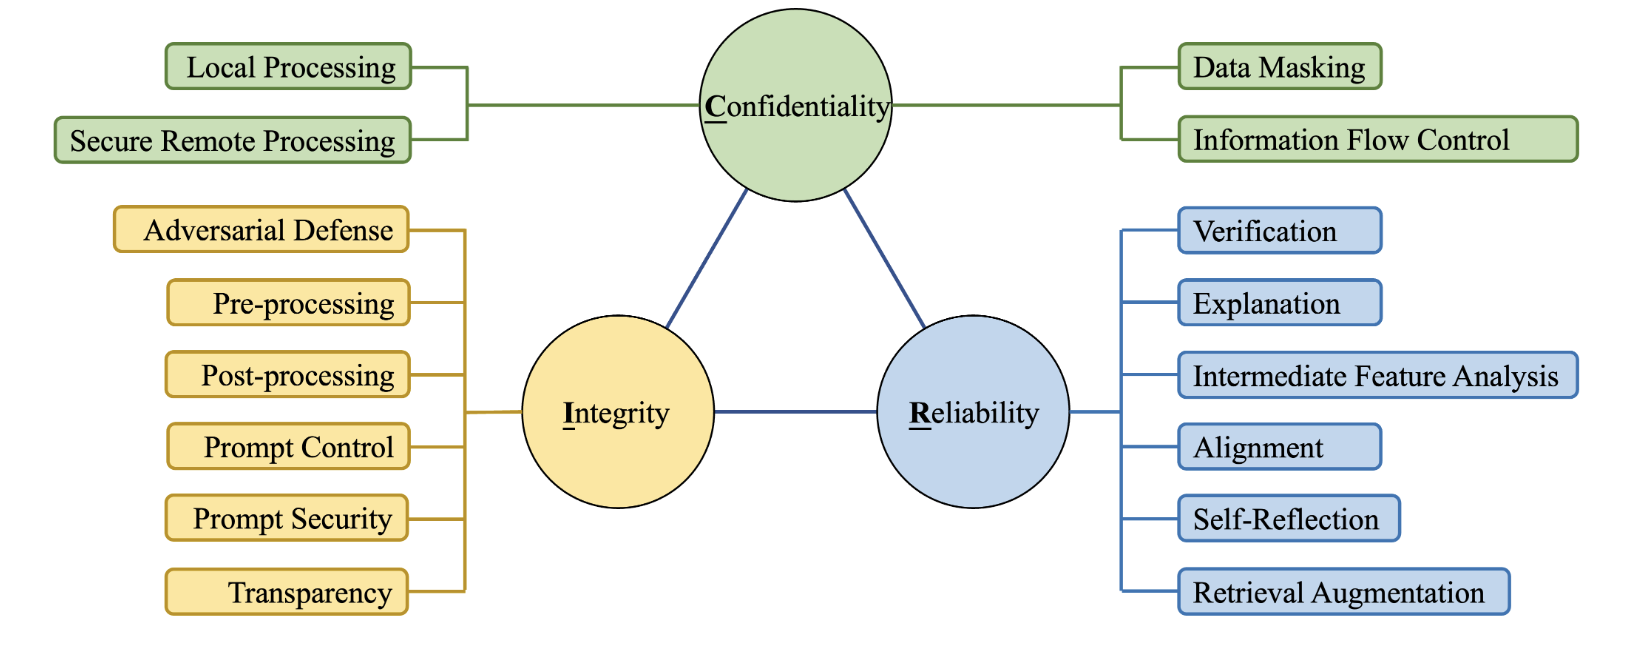 Local Processing
Secure Remote Processing
Confidentiality
Data Masking
Information Flow Control
Adversarial Defense
Pre-processing
Post-processing
Prompt Control
Prompt Security
Transparency
Integrity
Reliability
Verification
Explanation
Intermediate Feature Analysis
Alignment
Self-Reflection
Retrieval Augmentation